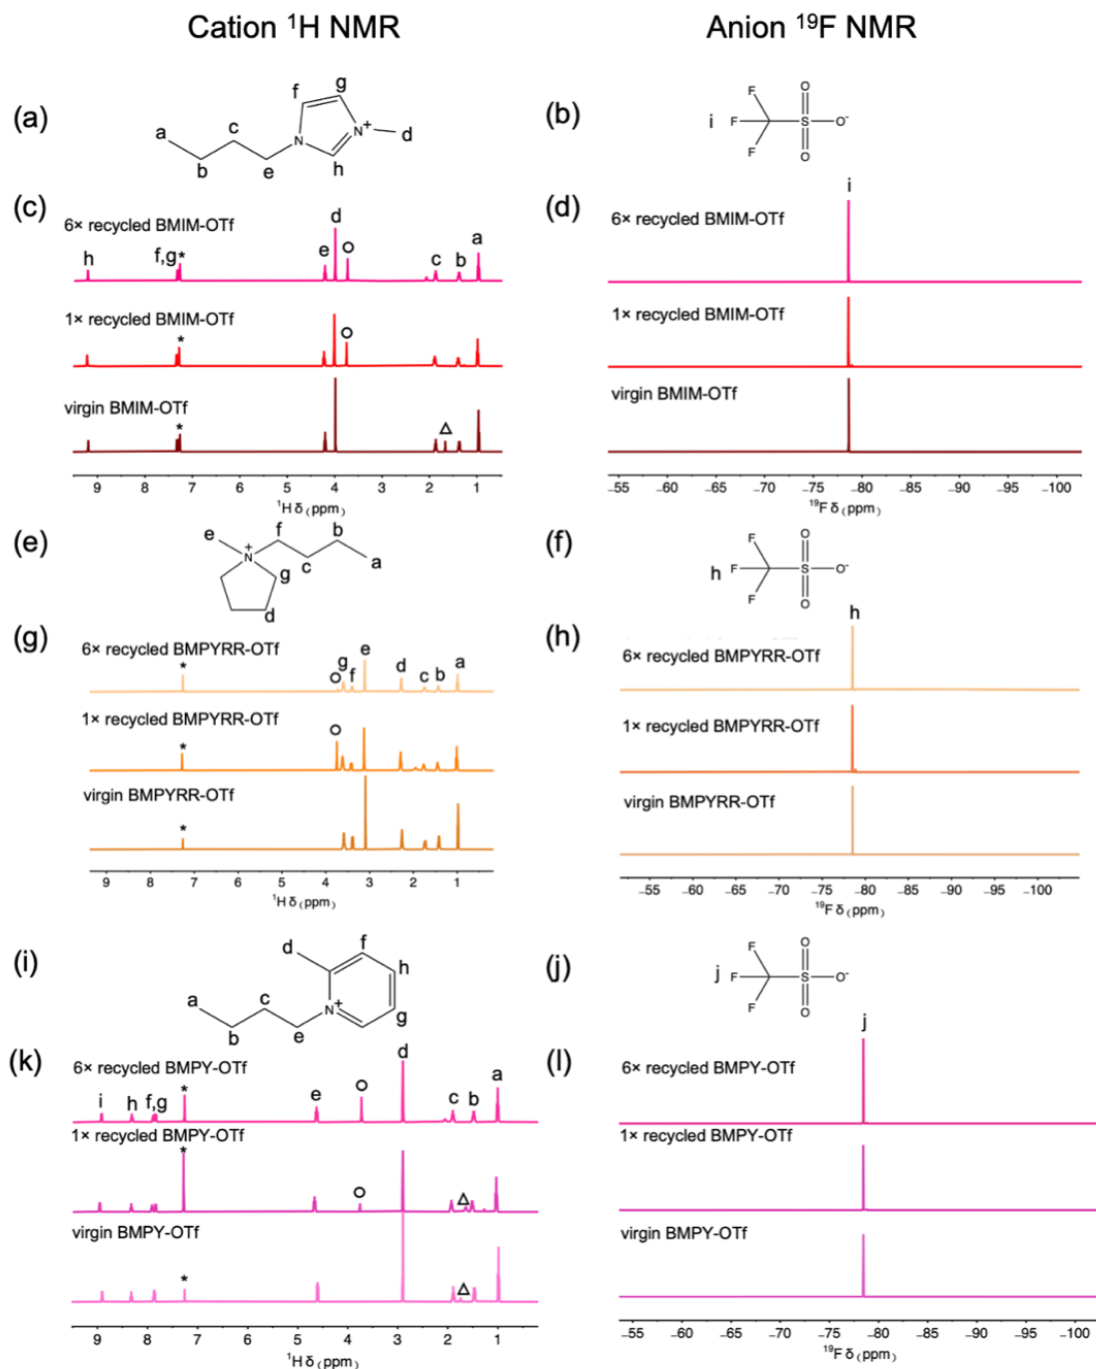 Cation ¹H NMR
Anion ¹⁹F NMR
(a)
a
b
c
e
f
g
h
d
N
N⁺
(b)
i
F
F
F
S
O
O
O⁻
(c)
6× recycled BMIM-OTf
h
f,g
*
e
d
o
c
b
a
1× recycled BMIM-OTf
*
o
virgin BMIM-OTf
*
Δ
9 8 7 6 5 4 3 2 1
¹H δ (ppm)
(d)
i
6× recycled BMIM-OTf
1× recycled BMIM-OTf
virgin BMIM-OTf
−55 −60 −65 −70 −75 −80 −85 −90 −95 −100
¹⁹F δ (ppm)
(e)
e
f
b
a
c
g
d
N
+
(f)
h
F
F
F
S
O
O
O⁻
(g)
6× recycled BMPYRR-OTf
*
o
g
f
e
d
c
b
a
1× recycled BMPYRR-OTf
*
o
virgin BMPYRR-OTf
*
9 8 7 6 5 4 3 2 1
¹H δ (ppm)
(h)
h
6× recycled BMPYRR-OTf
1× recycled BMPYRR-OTf
virgin BMPYRR-OTf
−55 −60 −65 −70 −75 −80 −85 −90 −95 −100
¹⁹F δ (ppm)
(i)
d
f
h
g
a
b
c
e
N⁺
(j)
j
F
F
F
S
O
O
O⁻
(k)
6× recycled BMPY-OTf
i
h
f,g
*
e
o
d
c
b
a
1× recycled BMPY-OTf
*
o
Δ
virgin BMPY-OTf
*
Δ
9 8 7 6 5 4 3 2 1
¹H δ (ppm)
(l)
j
6× recycled BMPY-OTf
1× recycled BMPY-OTf
virgin BMPY-OTf
−55 −60 −65 −70 −75 −80 −85 −90 −95 −100
¹⁹F δ (ppm)